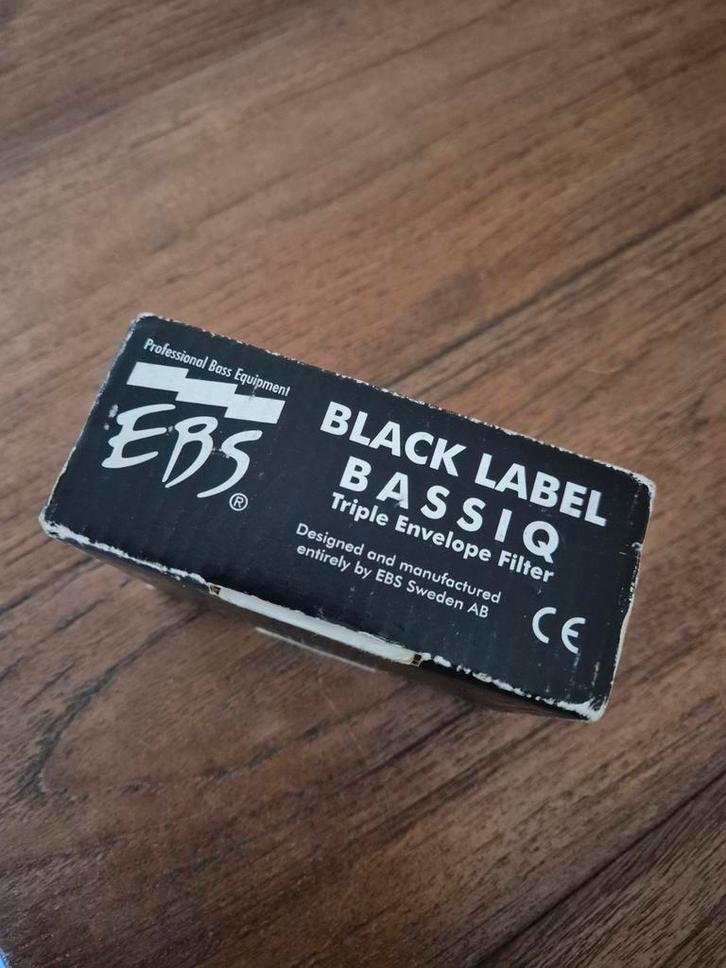 Professional Bass Equipment
EBS
®
BLACK LABEL
BASSIQ
Triple Envelope Filter
Designed and manufactured
entirely by EBS Sweden AB
CE